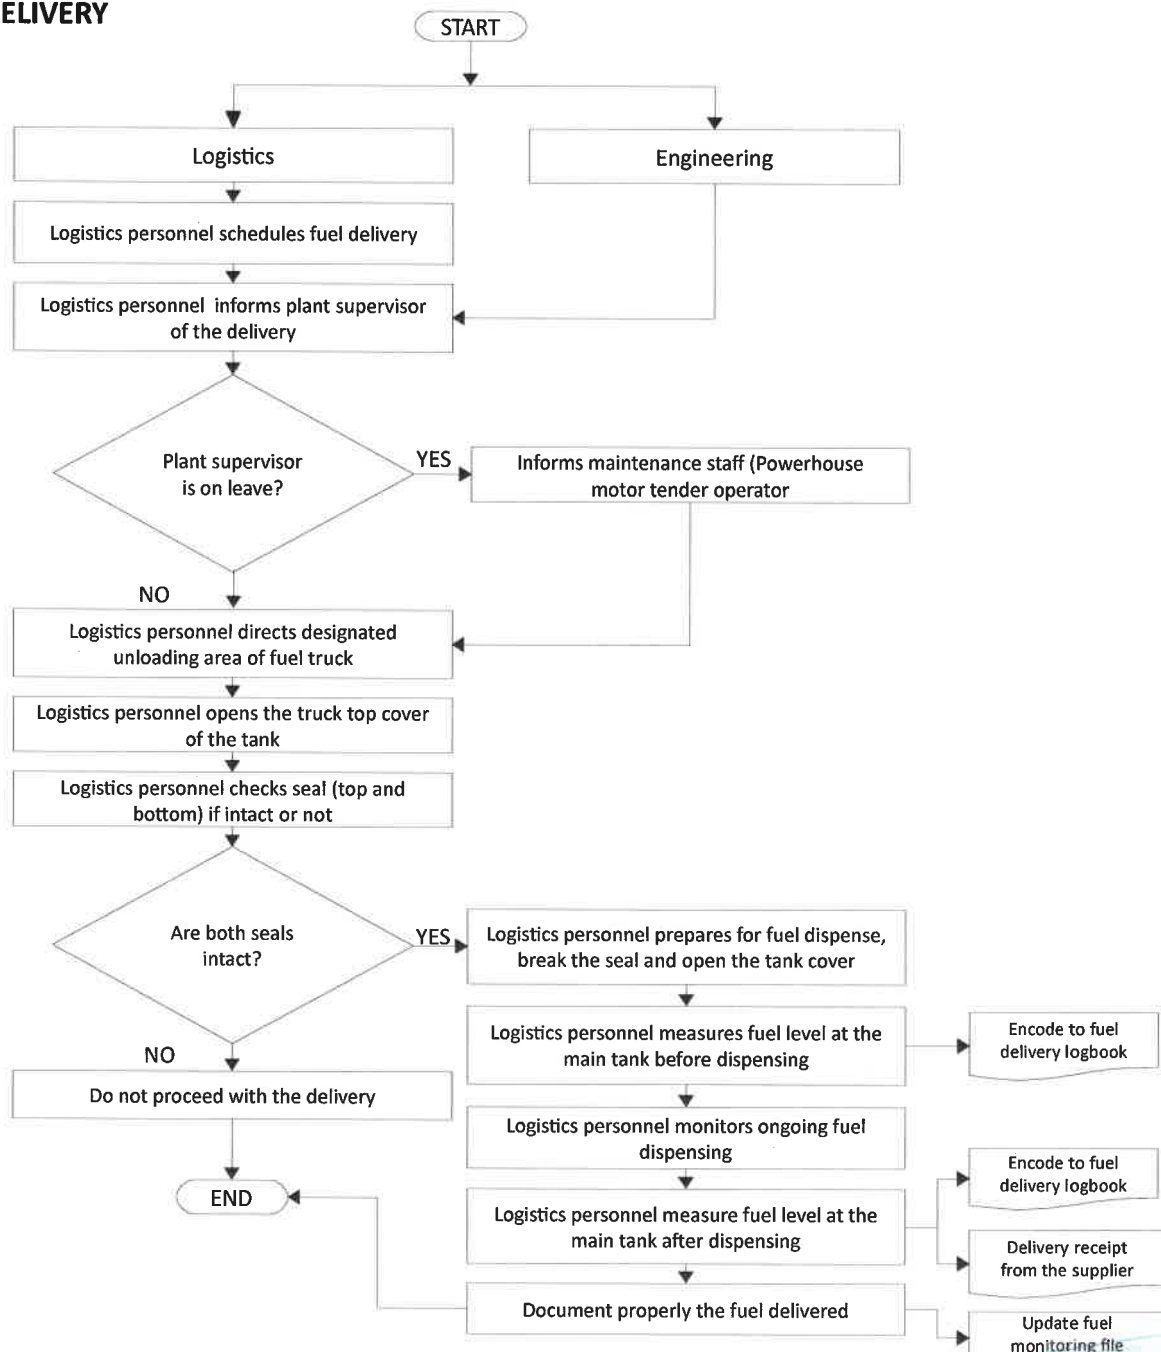 ELIVERY
START
Logistics
Engineering
Logistics personnel schedules fuel delivery
Logistics personnel informs plant supervisor
of the delivery
Plant supervisor
is on leave?
YES
Informs maintenance staff (Powerhouse
motor tender operator
NO
Logistics personnel directs designated
unloading area of fuel truck
Logistics personnel opens the truck top cover
of the tank
Logistics personnel checks seal (top and
bottom) if intact or not
Are both seals
intact?
YES
Logistics personnel prepares for fuel dispense,
break the seal and open the tank cover
Logistics personnel measures fuel level at the
main tank before dispensing
Encode to fuel
delivery logbook
NO
Do not proceed with the delivery
Logistics personnel monitors ongoing fuel
dispensing
END
Logistics personnel measure fuel level at the
main tank after dispensing
Encode to fuel
delivery logbook
Delivery receipt
from the supplier
Document properly the fuel delivered
Update fuel
monitoring file